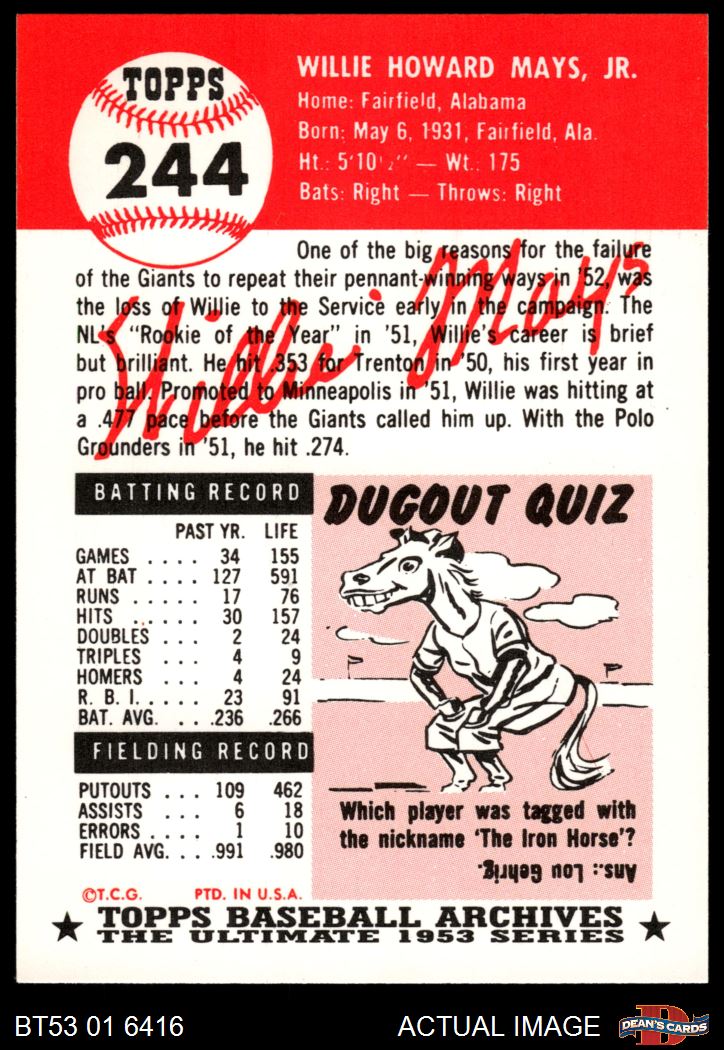 TOPPS
244
WILLIE HOWARD MAYS, JR.
Home: Fairfield, Alabama
Born: May 6, 1931, Fairfield, Ala.
Ht.: 5'10½" — Wt.: 175
Bats: Right — Throws: Right
One of the big reasons for the failure
of the Giants to repeat their pennant-winning ways in '52, was
the loss of Willie to the Service early in the campaign. The
NL's "Rookie of the Year" in '51, Willie's career is brief
but brilliant. He hit .353 for Trenton in '50, his first year in
pro ball. Promoted to Minneapolis in '51, Willie was hitting at
a .477 pace before the Giants called him up. With the Polo
Grounders in '51, he hit .274.
Willie Mays
BATTING RECORD
PAST YR. LIFE
GAMES . . . . 34 155
AT BAT . . . . 127 591
RUNS . . . . . 17 76
HITS . . . . . 30 157
DOUBLES . . . 2 24
TRIPLES . . . 4 9
HOMERS . . . 4 24
R. B. I. . . . . 23 91
BAT. AVG. . . .236 .266
FIELDING RECORD
PUTOUTS . . . 109 462
ASSISTS . . . 6 18
ERRORS . . . . 1 10
FIELD AVG. . . .991 .980
DUGOUT QUIZ
Which player was tagged with
the nickname 'The Iron Horse'?
Ans.: Lou Gehrig.
©T.C.G. PTD. IN U.S.A.
★ TOPPS BASEBALL ARCHIVES ★
THE ULTIMATE 1953 SERIES
BT53 01 6416
ACTUAL IMAGE
D
DEAN'S CARDS